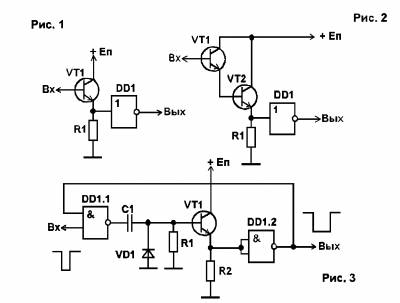 Рис. 1
Рис. 2
+ Еп
VT1
Вх
DD1
1
Вых
R1
VT1
+ Еп
Вх
VT2
DD1
1
Вых
R1
+ Еп
DD1.1
&
C1
VT1
DD1.2
&
Вх
VD1
R1
R2
Вых
Рис. 3